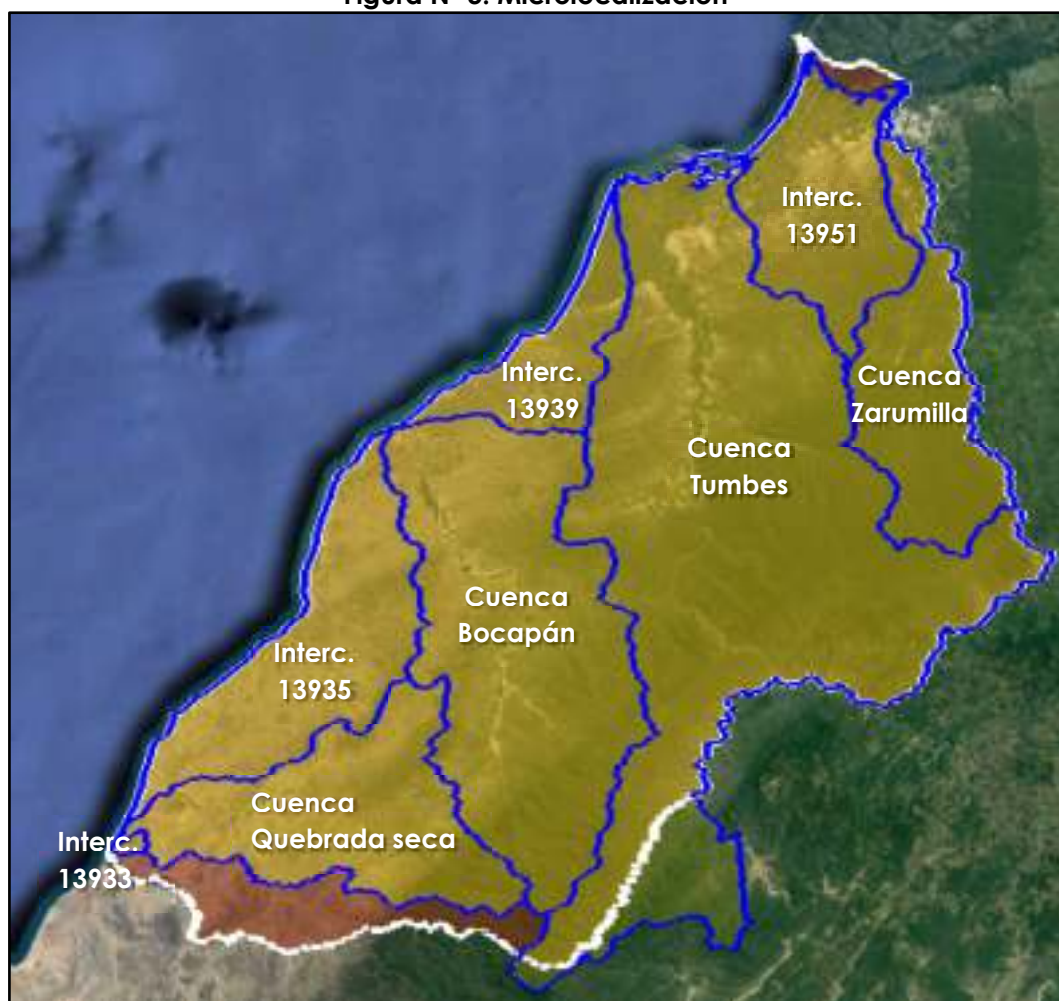 Interc.
13951
Interc.
13939
Cuenca
Zarumilla
Cuenca
Tumbes
Cuenca
Bocapán
Interc.
13935
Cuenca
Quebrada seca
Interc.
13933